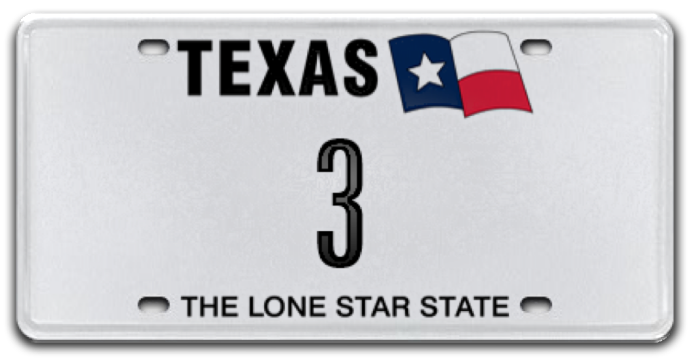 TEXAS
3
THE LONE STAR STATE